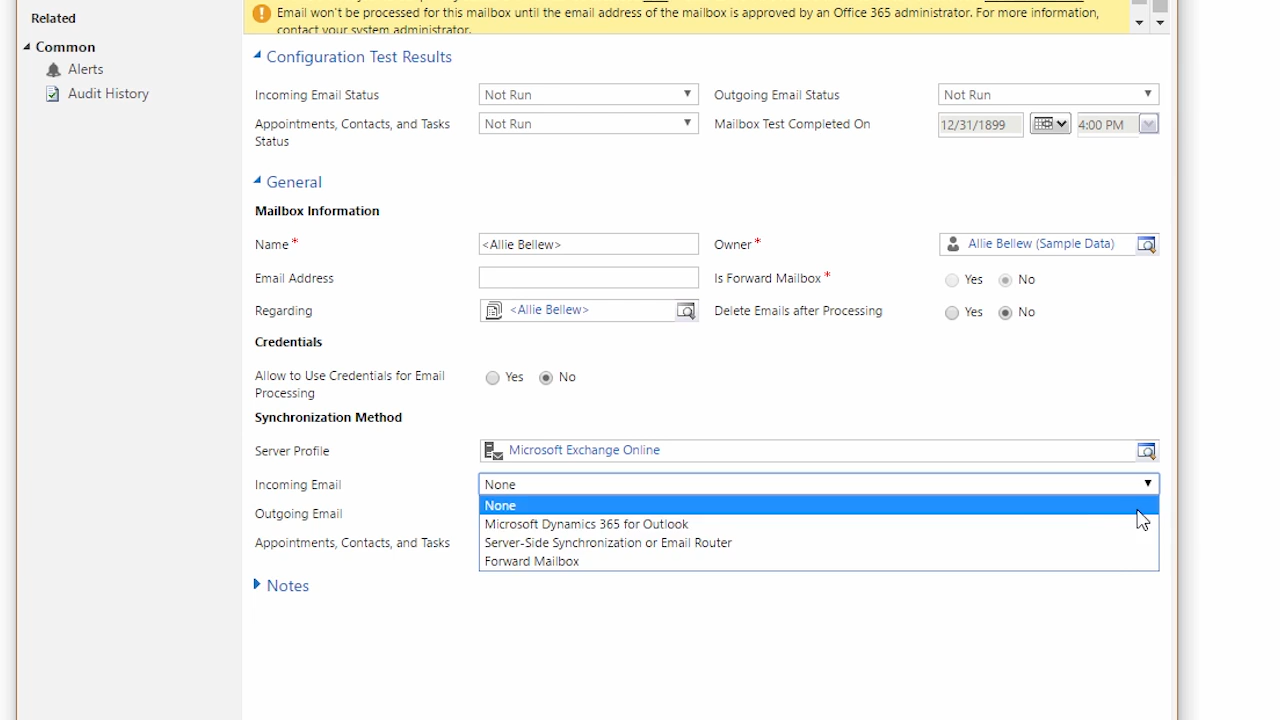 Related
Common
Alerts
Audit History
Email won't be processed for this mailbox until the email address of the mailbox is approved by an Office 365 administrator. For more information,
contact your system administrator.
Configuration Test Results
Incoming Email Status Not Run Outgoing Email Status Not Run
Appointments, Contacts, and Tasks Status Not Run Mailbox Test Completed On 12/31/1899 4:00 PM
General
Mailbox Information
Name* <Allie Bellew> Owner* Allie Bellew (Sample Data)
Email Address Is Forward Mailbox* Yes No
Regarding <Allie Bellew> Delete Emails after Processing Yes No
Credentials
Allow to Use Credentials for Email Processing Yes No
Synchronization Method
Server Profile Microsoft Exchange Online
Incoming Email None
None
Outgoing Email
Microsoft Dynamics 365 for Outlook
Appointments, Contacts, and Tasks Server-Side Synchronization or Email Router
Forward Mailbox
Notes